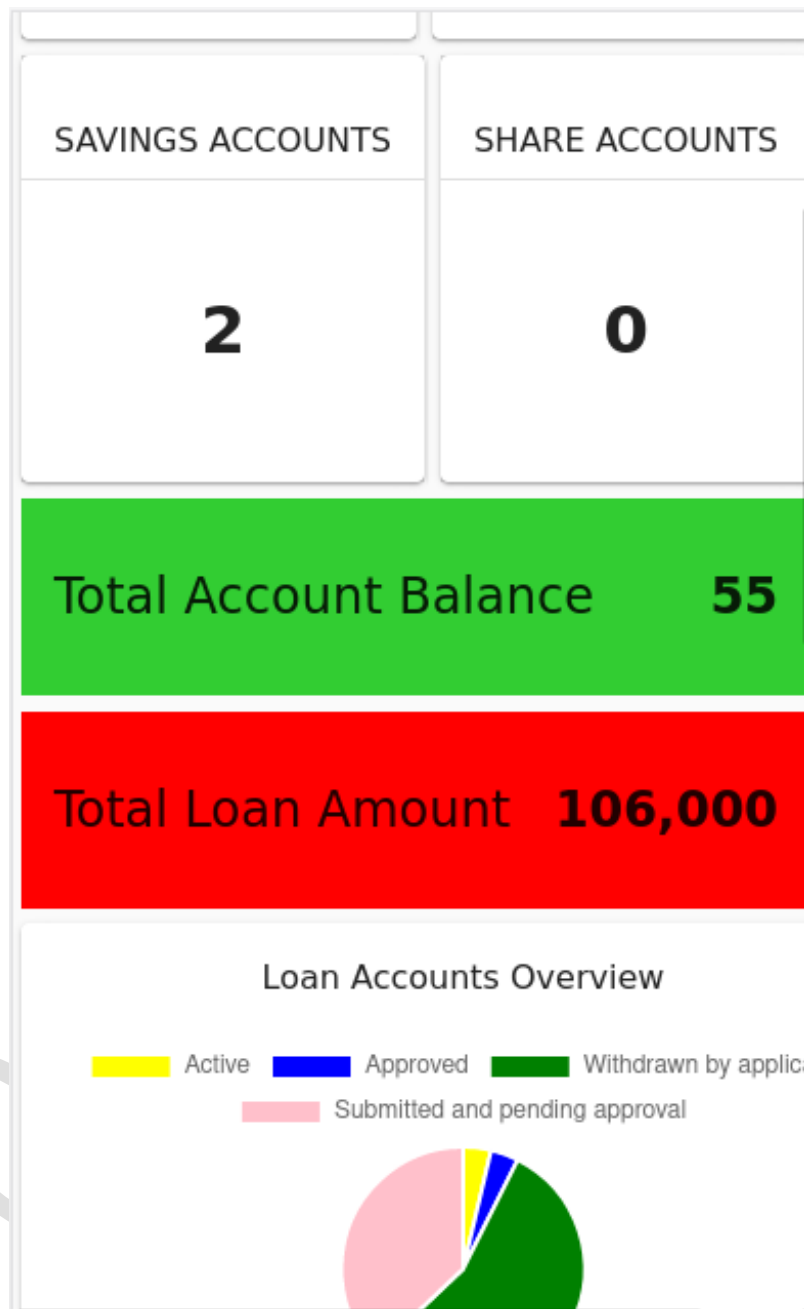 SAVINGS ACCOUNTS
SHARE ACCOUNTS
2
0
Total Account Balance 55
Total Loan Amount 106,000
Loan Accounts Overview
Active Approved Withdrawn by
Submitted and pending approval